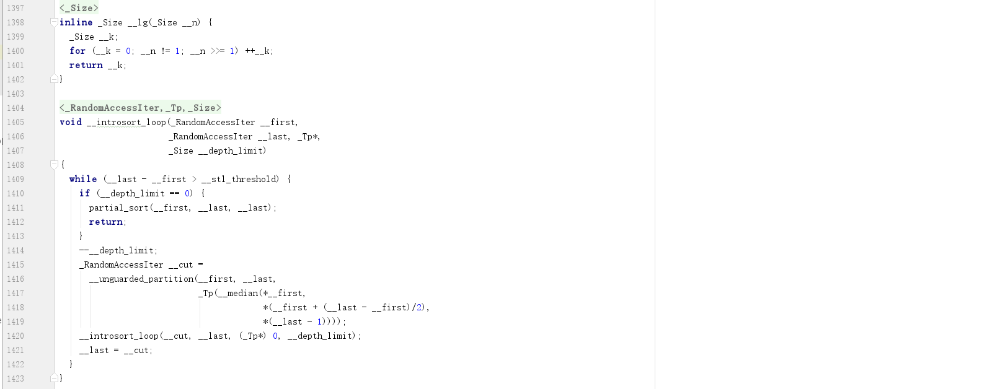 1397 <_Size>
1398 inline _Size __lg(_Size __n) {
1399 _Size __k;
1400 for (__k = 0; __n != 1; __n >>= 1) ++__k;
1401 return __k;
1402 }
1403
1404 <_RandomAccessIter,_Tp,_Size>
1405 void __introsort_loop(_RandomAccessIter __first,
1406 _RandomAccessIter __last, _Tp*,
1407 _Size __depth_limit)
1408 {
1409 while (__last - __first > __stl_threshold) {
1410 if (__depth_limit == 0) {
1411 partial_sort(__first, __last, __last);
1412 return;
1413 }
1414 --__depth_limit;
1415 _RandomAccessIter __cut =
1416 __unguarded_partition(__first, __last,
1417 _Tp(__median(*__first,
1418 *(__first + (__last - __first)/2),
1419 *(__last - 1))));
1420 __introsort_loop(__cut, __last, (_Tp*) 0, __depth_limit);
1421 __last = __cut;
1422 }
1423 }